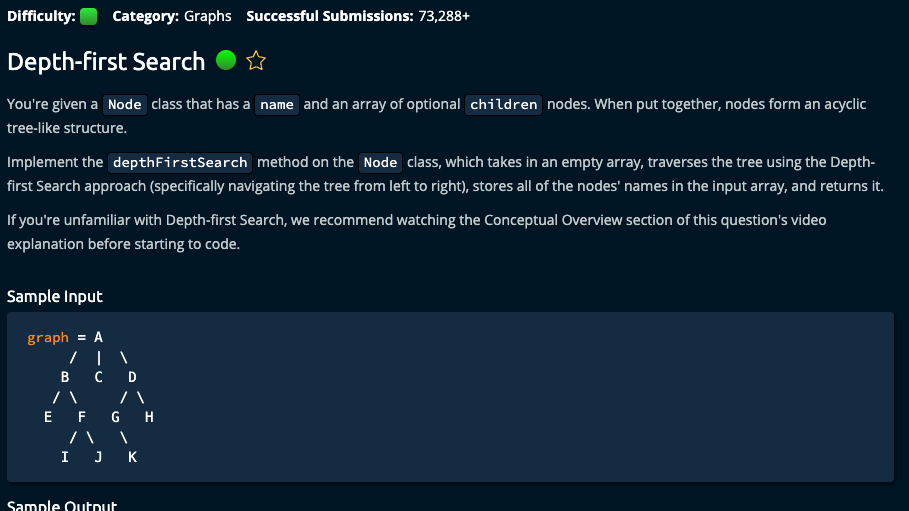 Difficulty: Category: Graphs Successful Submissions: 73,288+
Depth-first Search
You're given a Node class that has a name and an array of optional children nodes. When put together, nodes form an acyclic
tree-like structure.
Implement the depthFirstSearch method on the Node class, which takes in an empty array, traverses the tree using the Depth-
first Search approach (specifically navigating the tree from left to right), stores all of the nodes' names in the input array, and returns it.
If you're unfamiliar with Depth-first Search, we recommend watching the Conceptual Overview section of this question's video
explanation before starting to code.
Sample Input
graph = A
/ | \
B C D
/ \ / \
E F G H
/ \ \
I J K
Sample Output